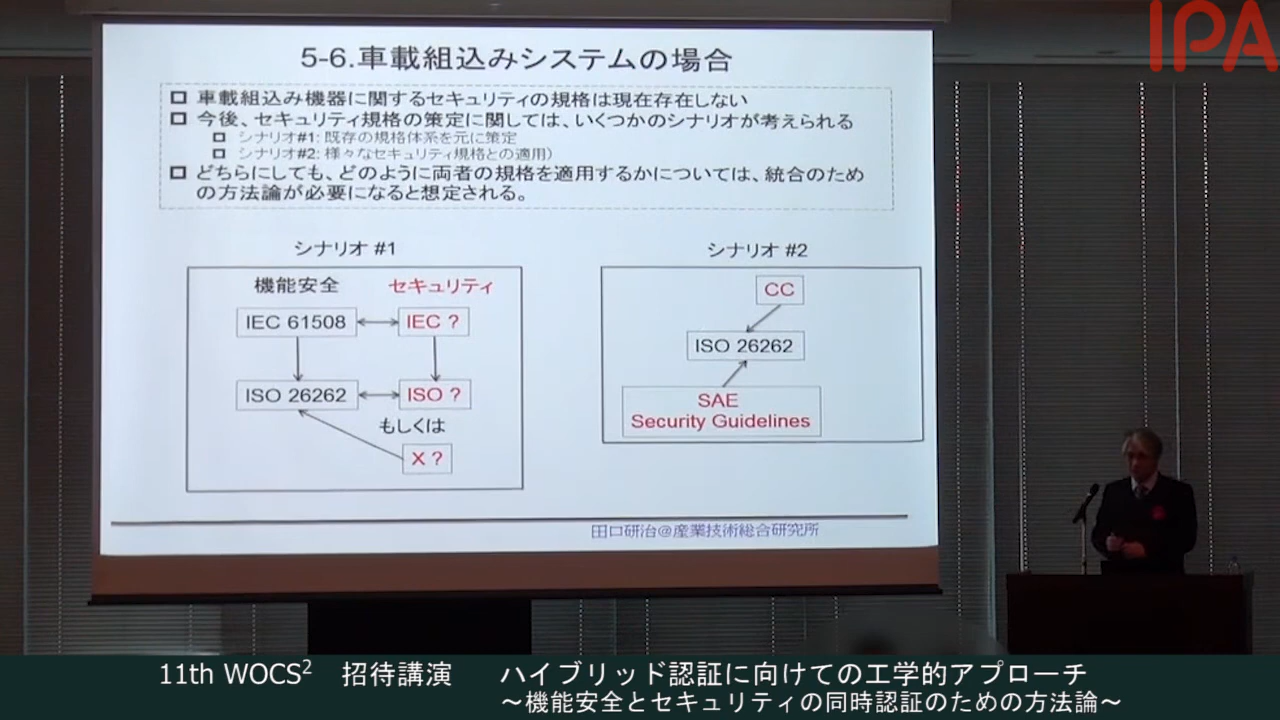 IPA
5-6.車載組込みシステムの場合
車載組込み機器に関するセキュリティの規格は現在存在しない
今後、セキュリティ規格の策定に関しては、いくつかのシナリオが考えられる
シナリオ#1: 既存の規格体系を元に策定
シナリオ#2: 様々なセキュリティ規格との適用)
どちらにしても、どのように両者の規格を適用するかについては、統合のため
の方法論が必要になると想定される。
シナリオ #1
機能安全 セキュリティ
IEC 61508 IEC ?
ISO 26262 ISO ?
もしくは
X ?
シナリオ #2
CC
ISO 26262
SAE
Security Guidelines
田口研治@産業技術総合研究所
11th WOCS2 招待講演 ハイブリッド認証に向けての工学的アプローチ
～機能安全とセキュリティの同時認証のための方法論～